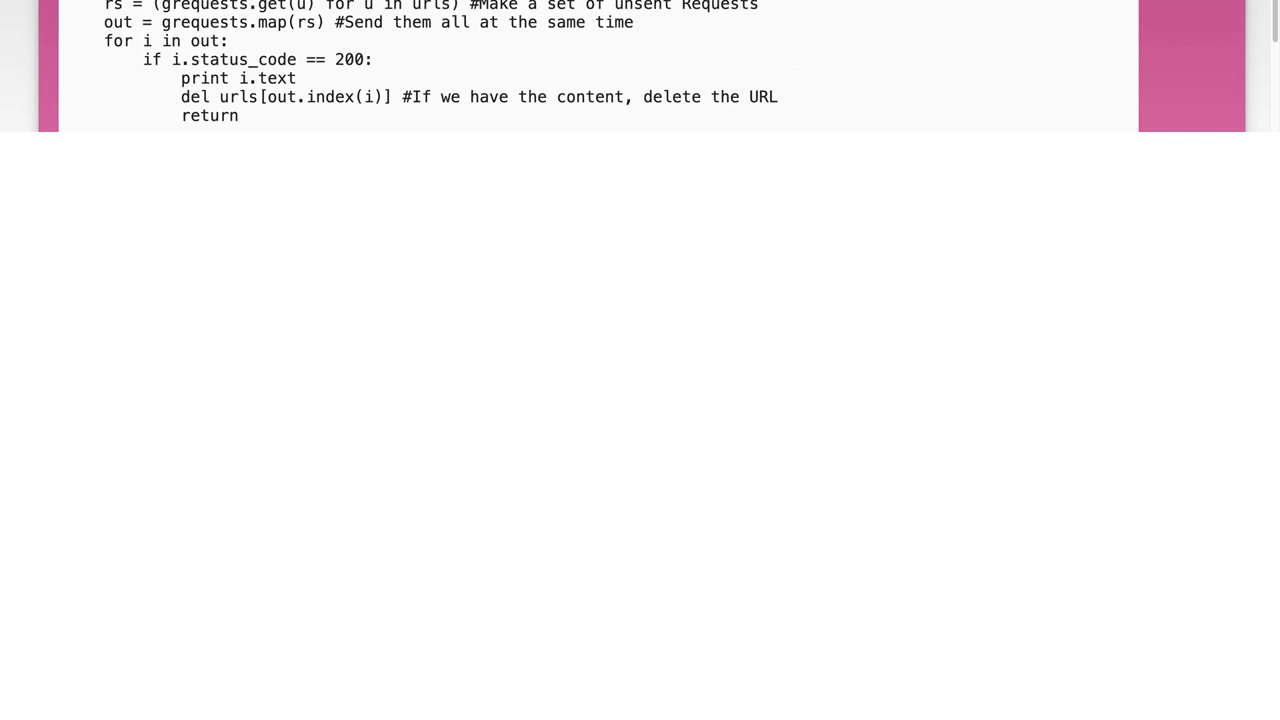 rs = (grequests.get(u) for u in urls) #Make a set of unsent Requests
out = grequests.map(rs) #Send them all at the same time
for i in out:
    if i.status_code == 200:
        print i.text
        del urls[out.index(i)] #If we have the content, delete the URL
        return